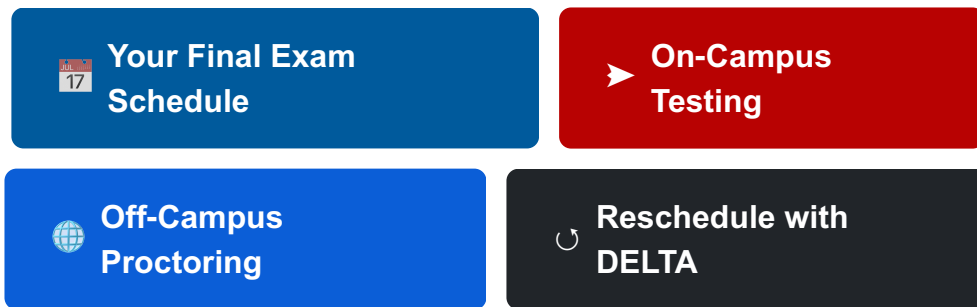 Your Final Exam
Schedule
On-Campus
Testing
Off-Campus
Proctoring
Reschedule with
DELTA
JUL
17